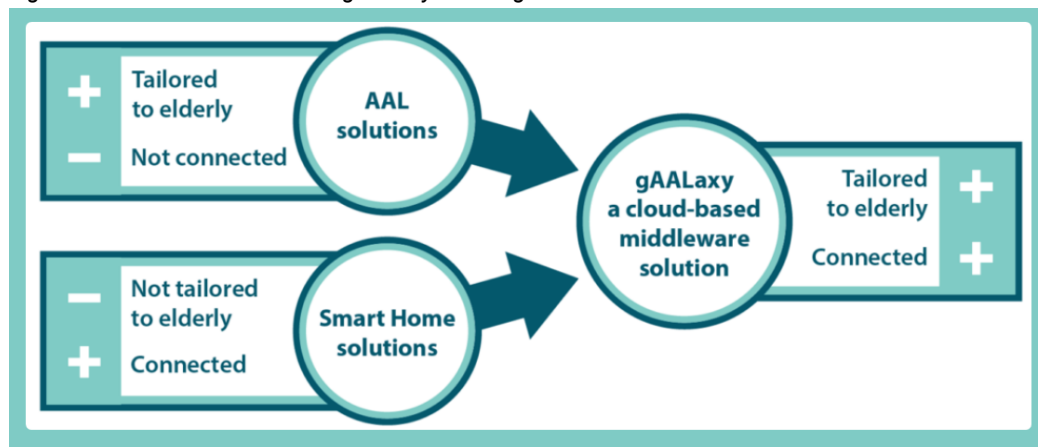 + Tailored
to elderly
− Not connected
AAL
solutions
− Not tailored
to elderly
+ Connected
Smart Home
solutions
gAALaxy
a cloud-based
middleware
solution
Tailored +
to elderly
Connected +